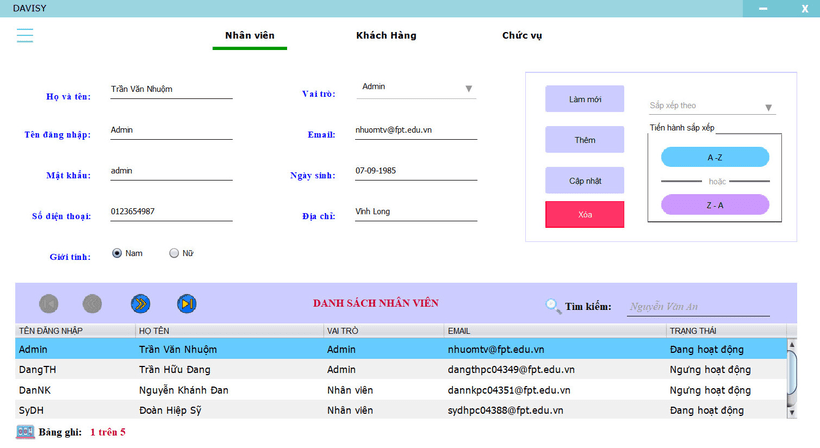 DAVISY
Nhân viên Khách Hàng Chức vụ
Họ và tên: Trần Văn Nhuộm Vai trò: Admin
Tên đăng nhập: Admin Email: nhuomtv@fpt.edu.vn
Mật khẩu: admin Ngày sinh: 07-09-1985
Số điện thoại: 0123654987 Địa chỉ: Vĩnh Long
Giới tính: Nam Nữ
Làm mới
Thêm
Cập nhật
Xóa
Sắp xếp theo
Tiến hành sắp xếp
A -Z
hoặc
Z - A
DANH SÁCH NHÂN VIÊN
Tìm kiếm: Nguyễn Văn An
TÊN ĐĂNG NHẬP HỌ TÊN VAI TRÒ EMAIL TRẠNG THÁI
Admin Trần Văn Nhuộm Admin nhuomtv@fpt.edu.vn Đang hoạt động
DangTH Trần Hữu Đang Admin dangthpc04349@fpt.edu.vn Ngưng hoạt động
DanNK Nguyễn Khánh Đan Nhân viên dannkpc04351@fpt.edu.vn Ngưng hoạt động
SyDH Đoàn Hiệp Sỹ Nhân viên sydhpc04388@fpt.edu.vn Đang hoạt động
Bảng ghi: 1 trên 5